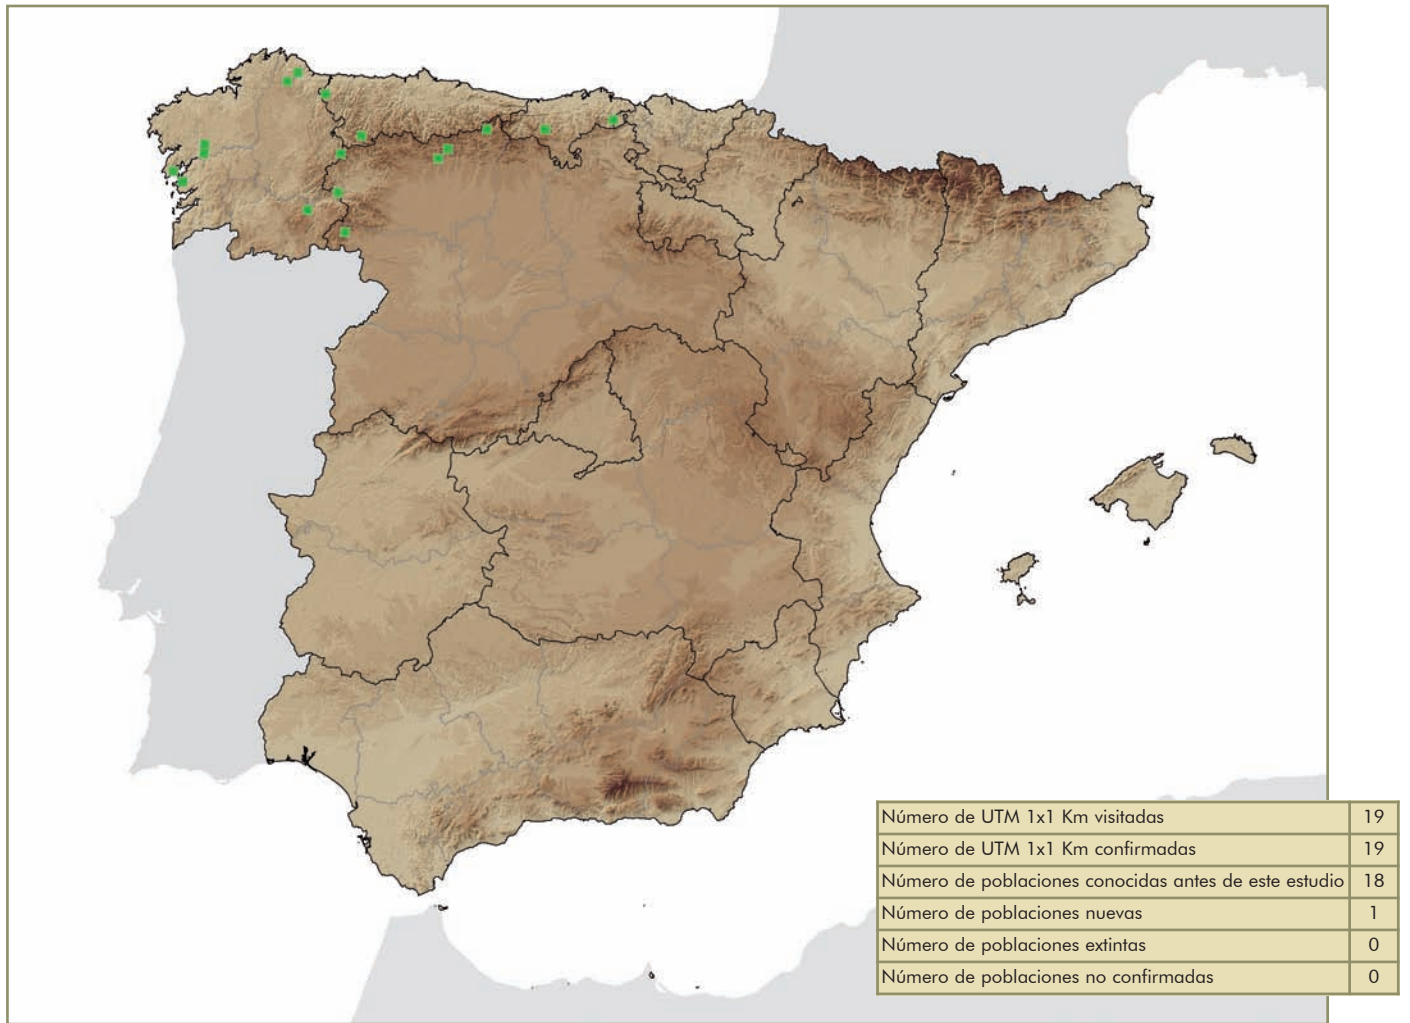 Número de UTM 1x1 Km visitadas 19
Número de UTM 1x1 Km confirmadas 19
Número de poblaciones conocidas antes de este estudio 18
Número de poblaciones nuevas 1
Número de poblaciones extintas 0
Número de poblaciones no confirmadas 0